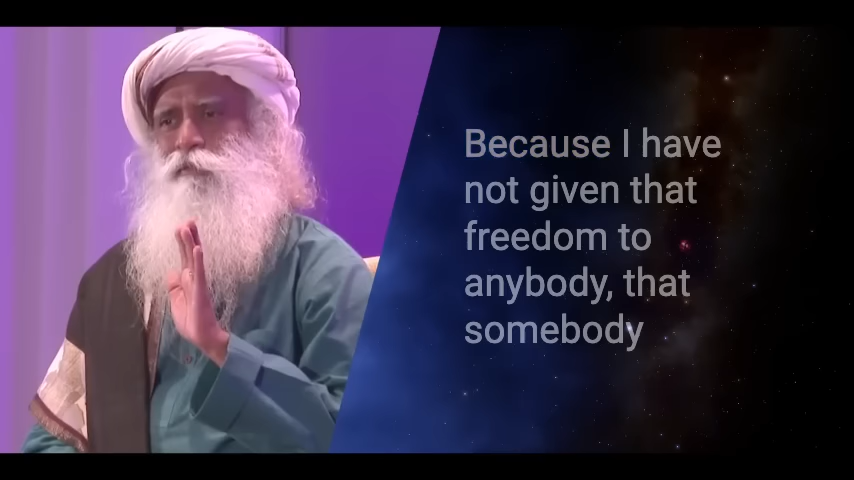 Because I have
not given that
freedom to
anybody, that
somebody